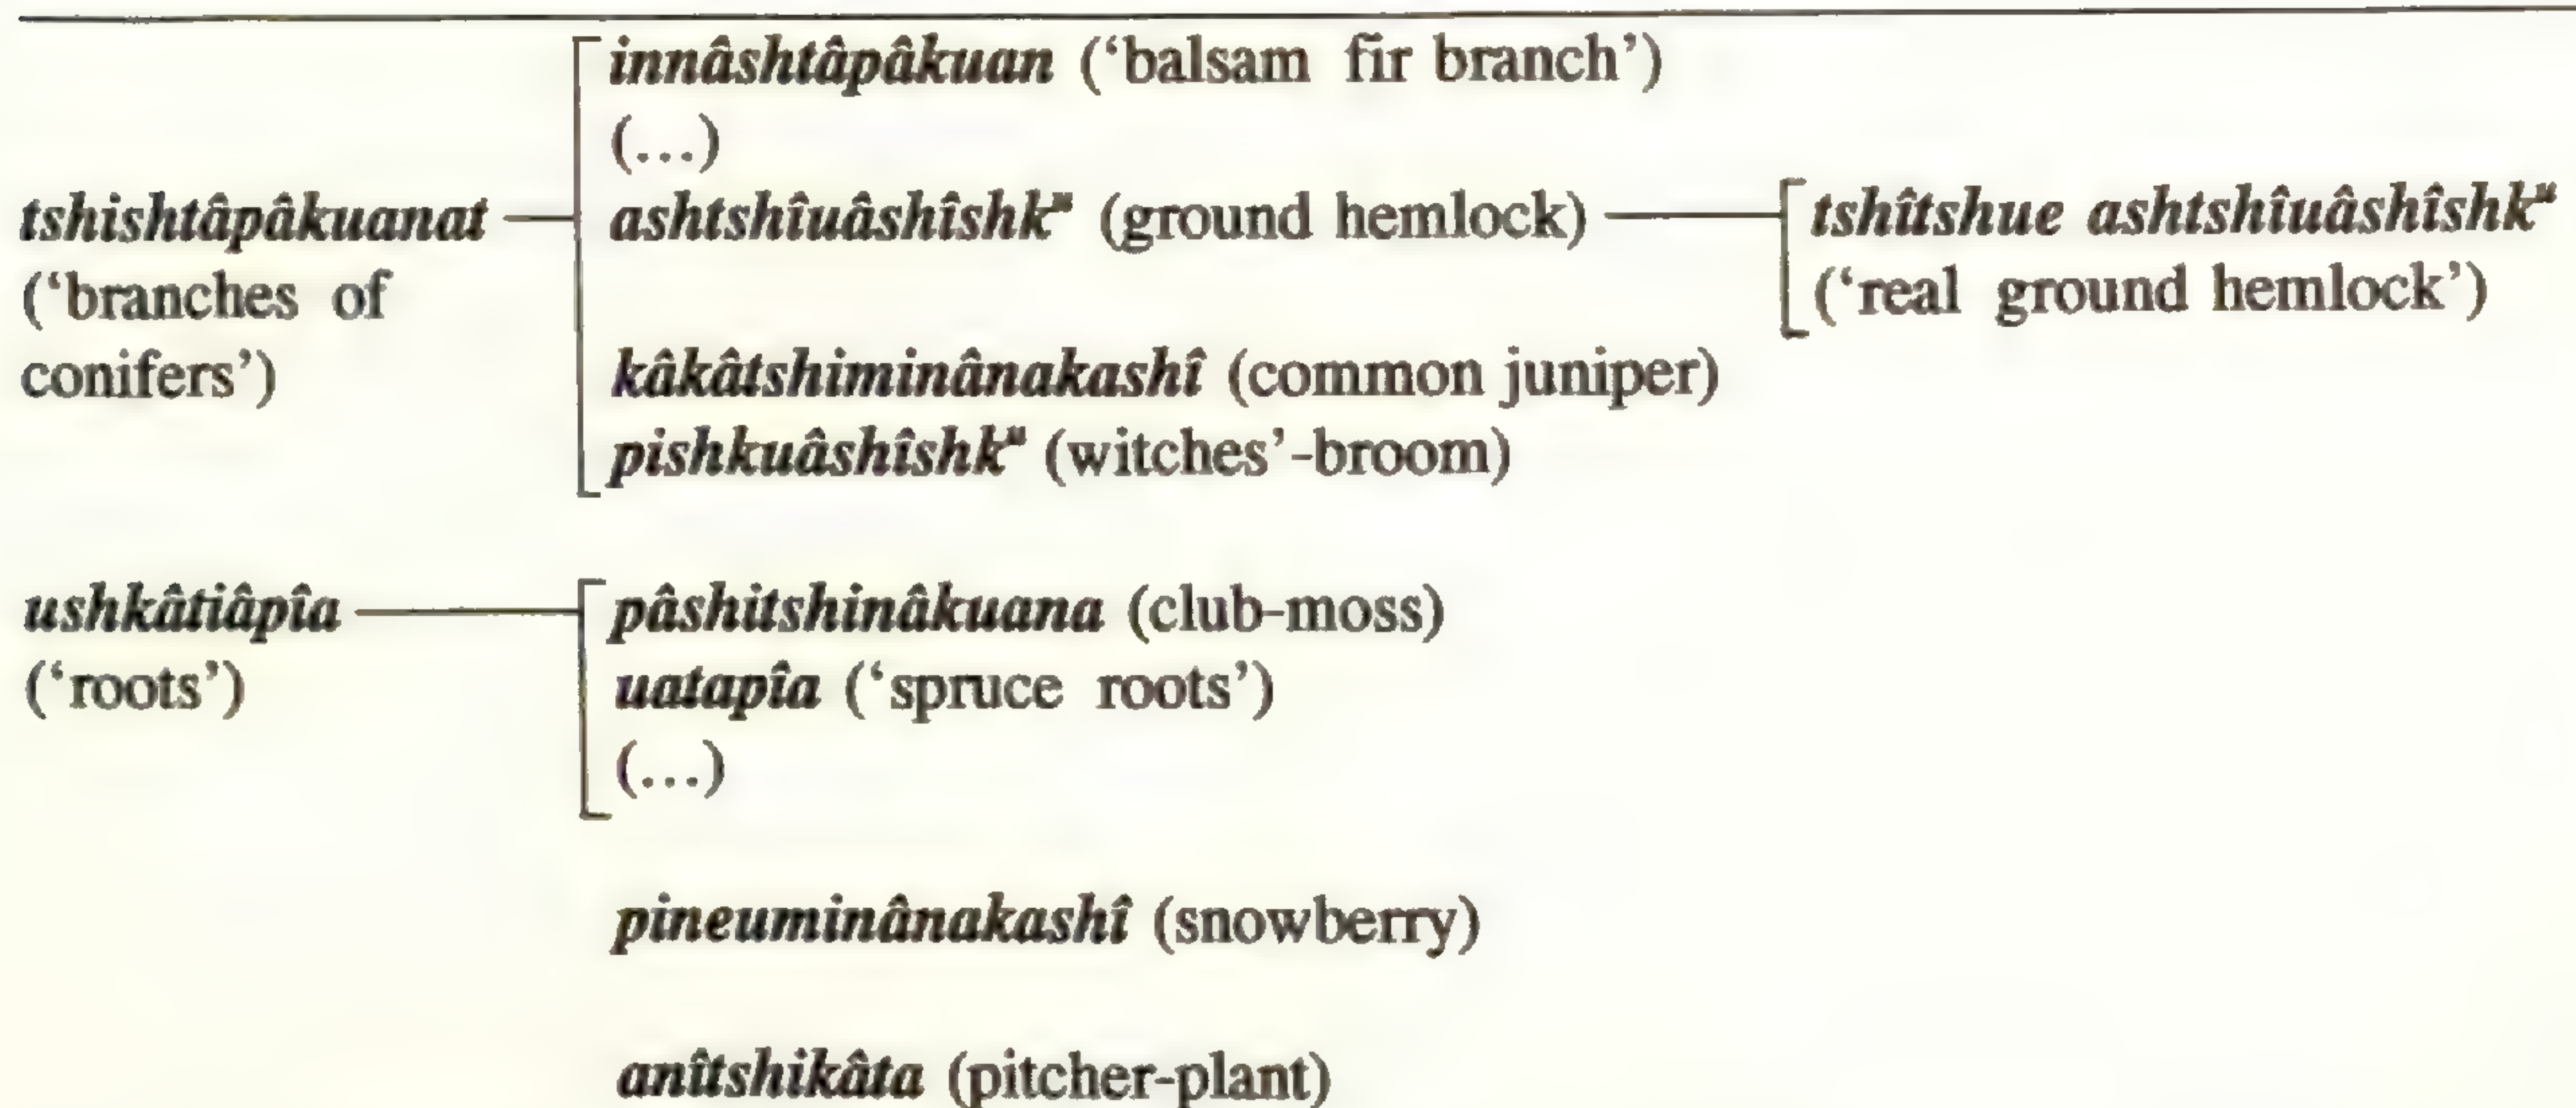 innâshtâpâkuan (‘balsam fir branch’)
(...)
tshishtâpâkuanat ashtshîuâshîshkᵘ (ground hemlock) tshîtshue ashtshîuâshîshkᵘ
(‘branches of (‘real ground hemlock’)
conifers’) kâkâtshiminânakashî (common juniper)
pishkuâshîshkᵘ (witches’-broom)
ushkâtiâpîa pâshitshinâkuana (club-moss)
(‘roots’) uatapîa (‘spruce roots’)
(...)
pineuminânakashî (snowberry)
anîtshikâta (pitcher-plant)